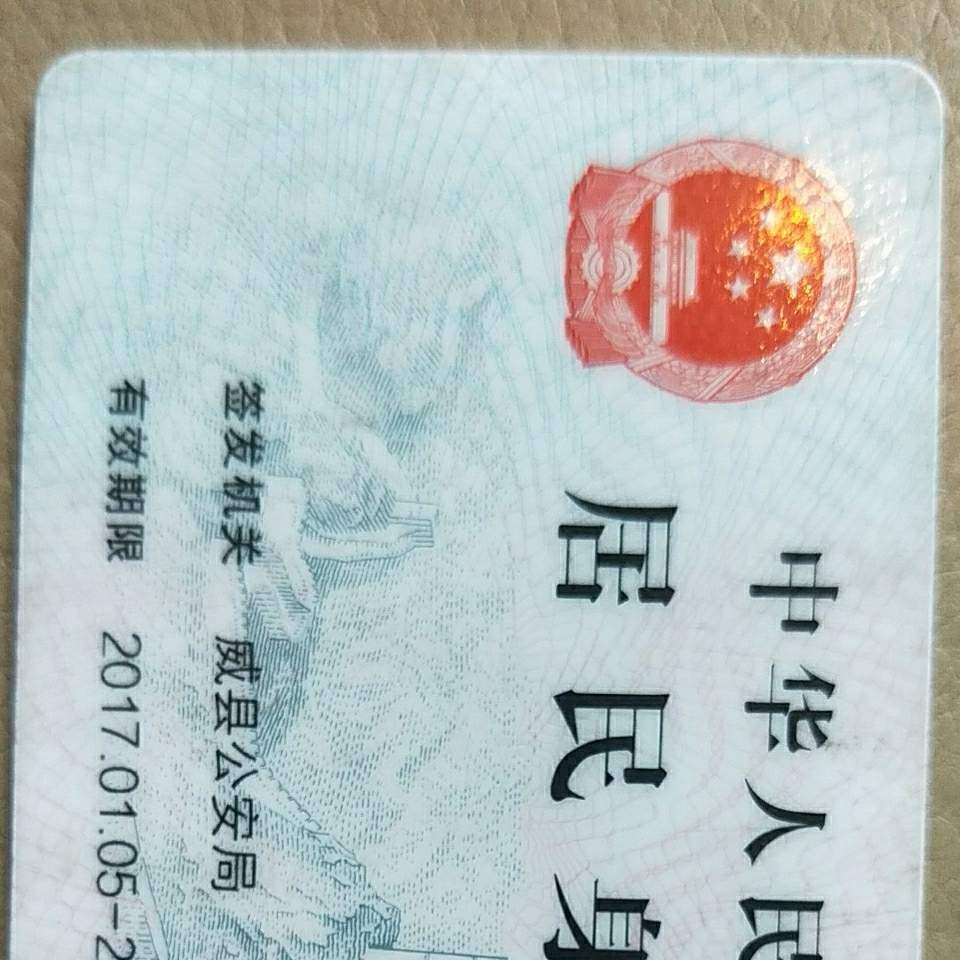 中华人民
居民身
签发机关 威县公安局
有效期限 2017.01.05-2